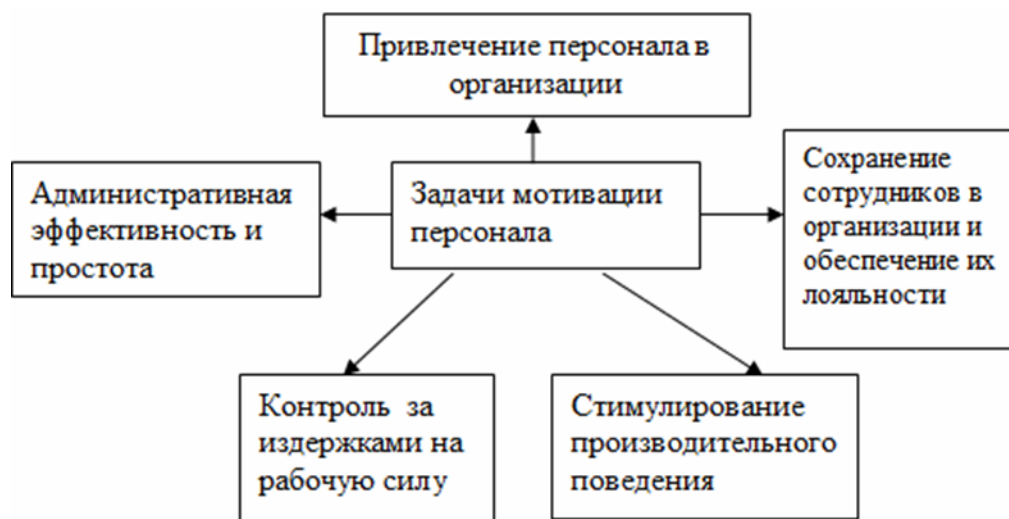 Привлечение персонала в
организации
Административная
эффективность и
простота
Задачи мотивации
персонала
Сохранение
сотрудников в
организации и
обеспечение их
лояльности
Контроль за
издержками на
рабочую силу
Стимулирование
производительного
поведения